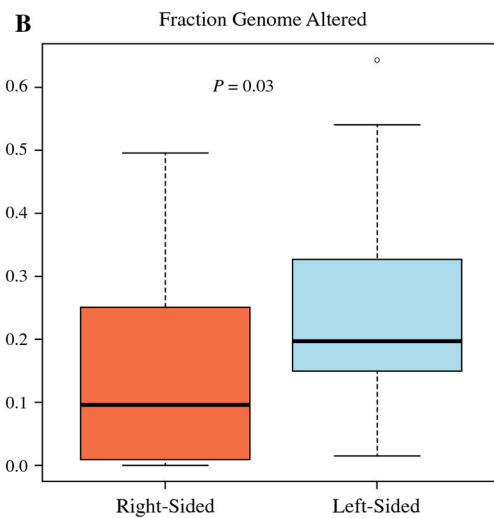 B
Fraction Genome Altered
P = 0.03
0.6
0.5
0.4
0.3
0.2
0.1
0.0
Right-Sided Left-Sided